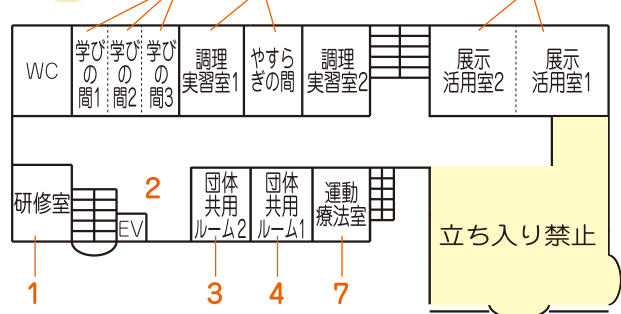 WC
学び
の
間1
学び
の
間2
学び
の
間3
調理
実習室1
やすら
ぎの間
調理
実習室2
展示
活用室2
展示
活用室1
研修室
2
EV
団体
共用
ルーム2
団体
共用
ルーム1
運動
療法室
立ち入り禁止
1
3
4
7